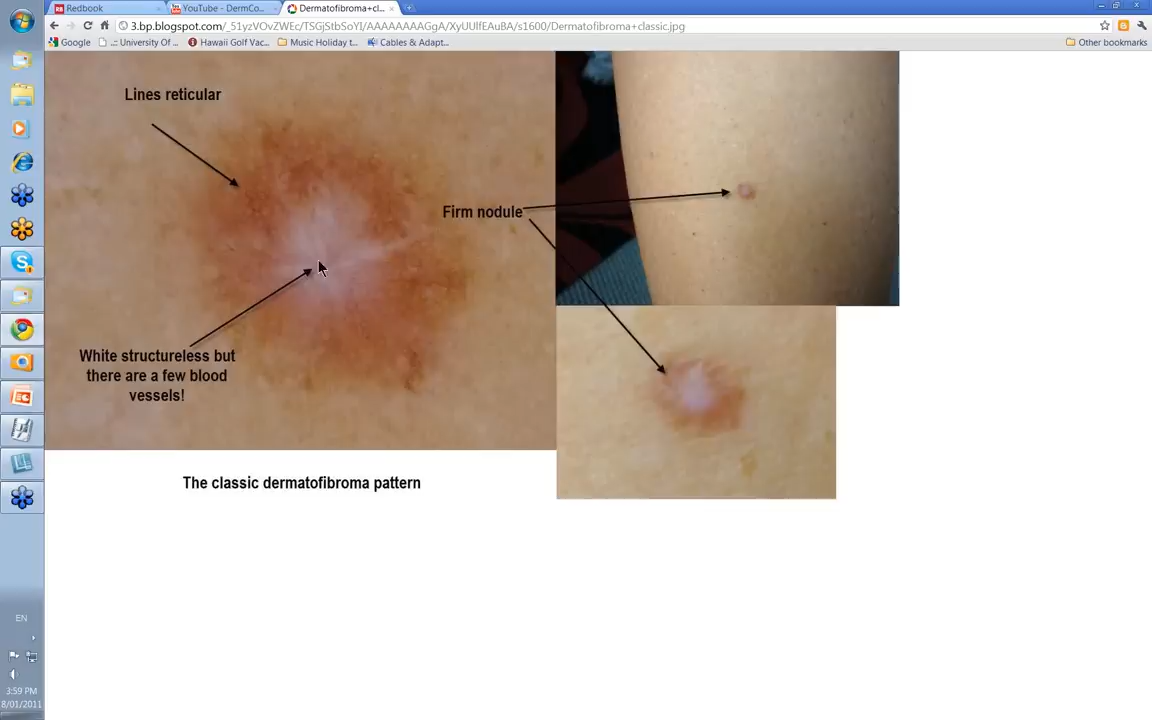 Redbook
YouTube - DermCo...
Dermatofibroma+cl...
3.bp.blogspot.com/_51yzVOvZWEc/TSGjStbSoYI/AAAAAAAAGgA/XyUUlfEAuBA/s1600/Dermatofibroma+classic.jpg
Google
..:: University Of ...
Hawaii Golf Vac...
Music Holiday t...
Cables & Adapt...
Other bookmarks
Lines reticular
Firm nodule
White structureless but
there are a few blood
vessels!
The classic dermatofibroma pattern
EN
3:59 PM
8/01/2011